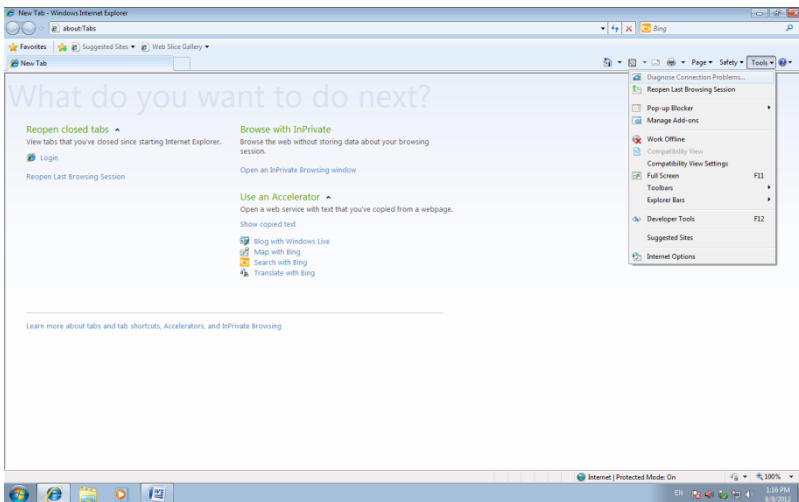 New Tab - Windows Internet Explorer
about:Tabs
Bing
Favorites Suggested Sites Web Slice Gallery
New Tab
Page Safety Tools
What do you want to do next?
Reopen closed tabs
View tabs that you've closed since starting Internet Explorer.
Login
Reopen Last Browsing Session
Browse with InPrivate
Browse the web without storing data about your browsing
session.
Open an InPrivate Browsing window
Use an Accelerator
Open a web service with text that you've copied from a webpage.
Show copied text
Blog with Windows Live
Map with Bing
Search with Bing
Translate with Bing
Learn more about tabs and tab shortcuts, Accelerators, and InPrivate Browsing
Diagnose Connection Problems...
Reopen Last Browsing Session
Pop-up Blocker
Manage Add-ons
Work Offline
Compatibility View
Compatibility View Settings
Full Screen F11
Toolbars
Explorer Bars
Developer Tools F12
Suggested Sites
Internet Options
Internet | Protected Mode: On
100%
EN
1:16 PM
8/9/2012